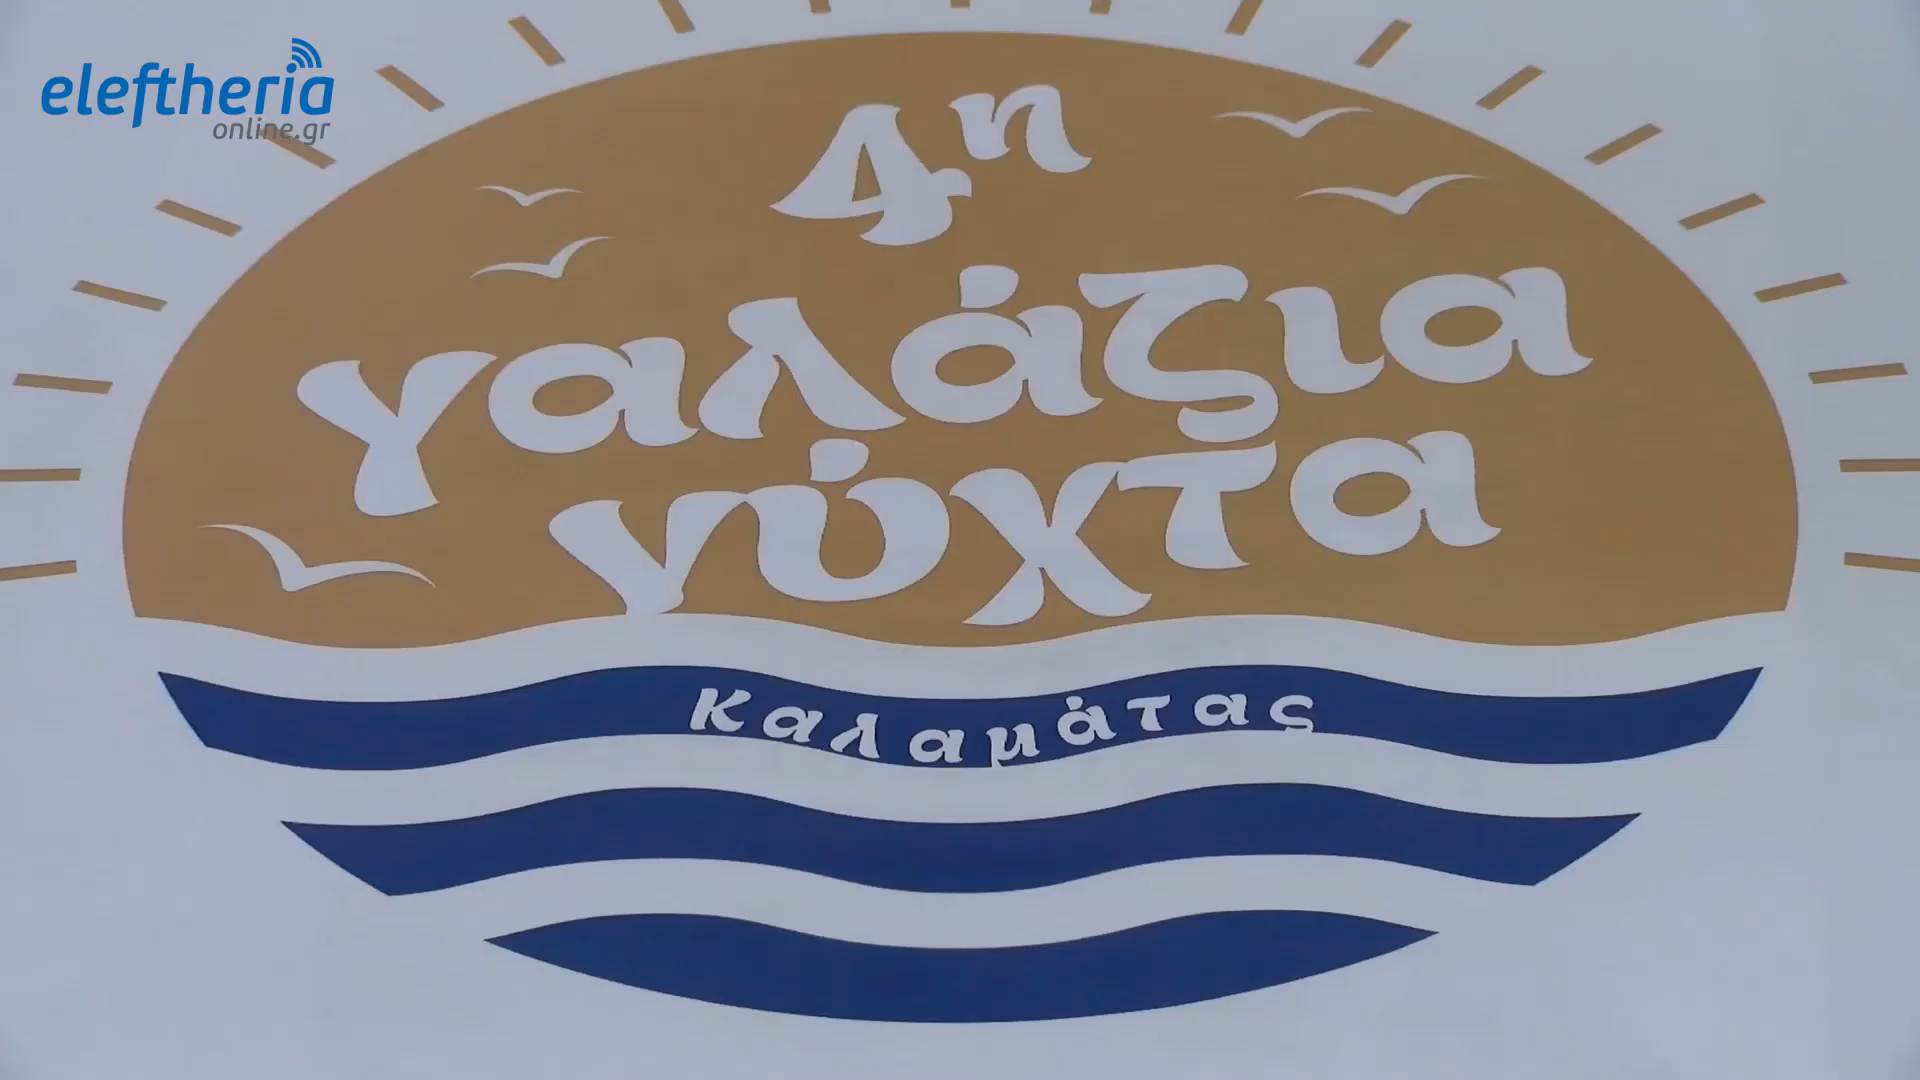 eleftheria
online.gr
4η
γαλάζια
νύχτα
Καλαμάτας